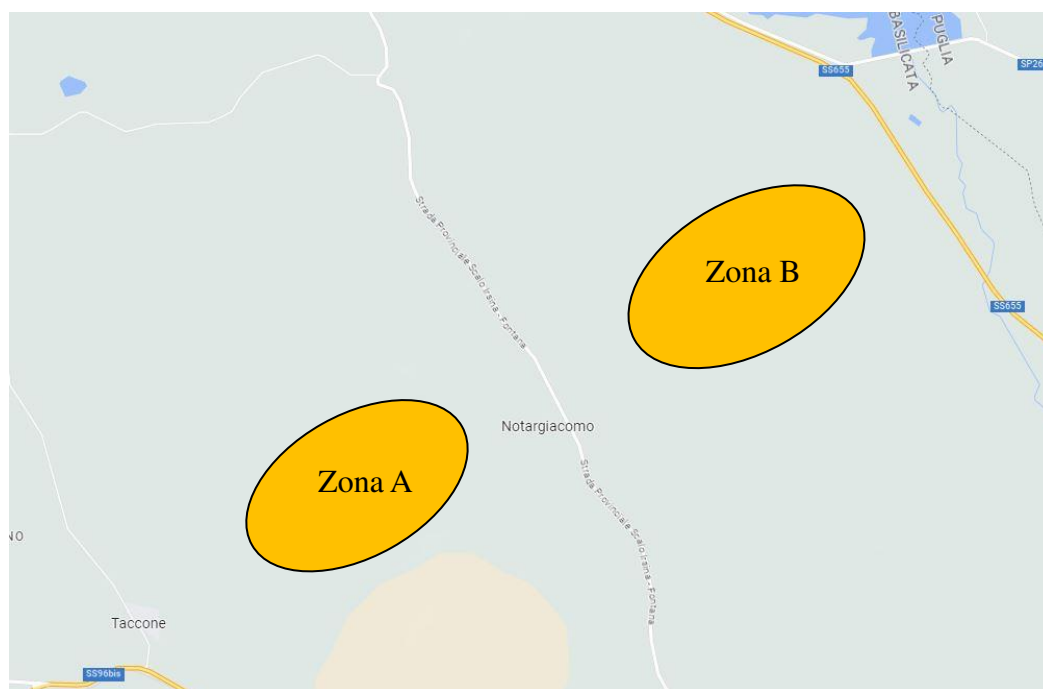 PUGLIA
BASILICATA
SS655
SP26
Strada Provinciale Scalo Irsina - Fontana
Zona B
SS655
Notargiacomo
Zona A
Strada Provinciale Scalo Irsina - Fontana
NO
Taccone
SS96bis